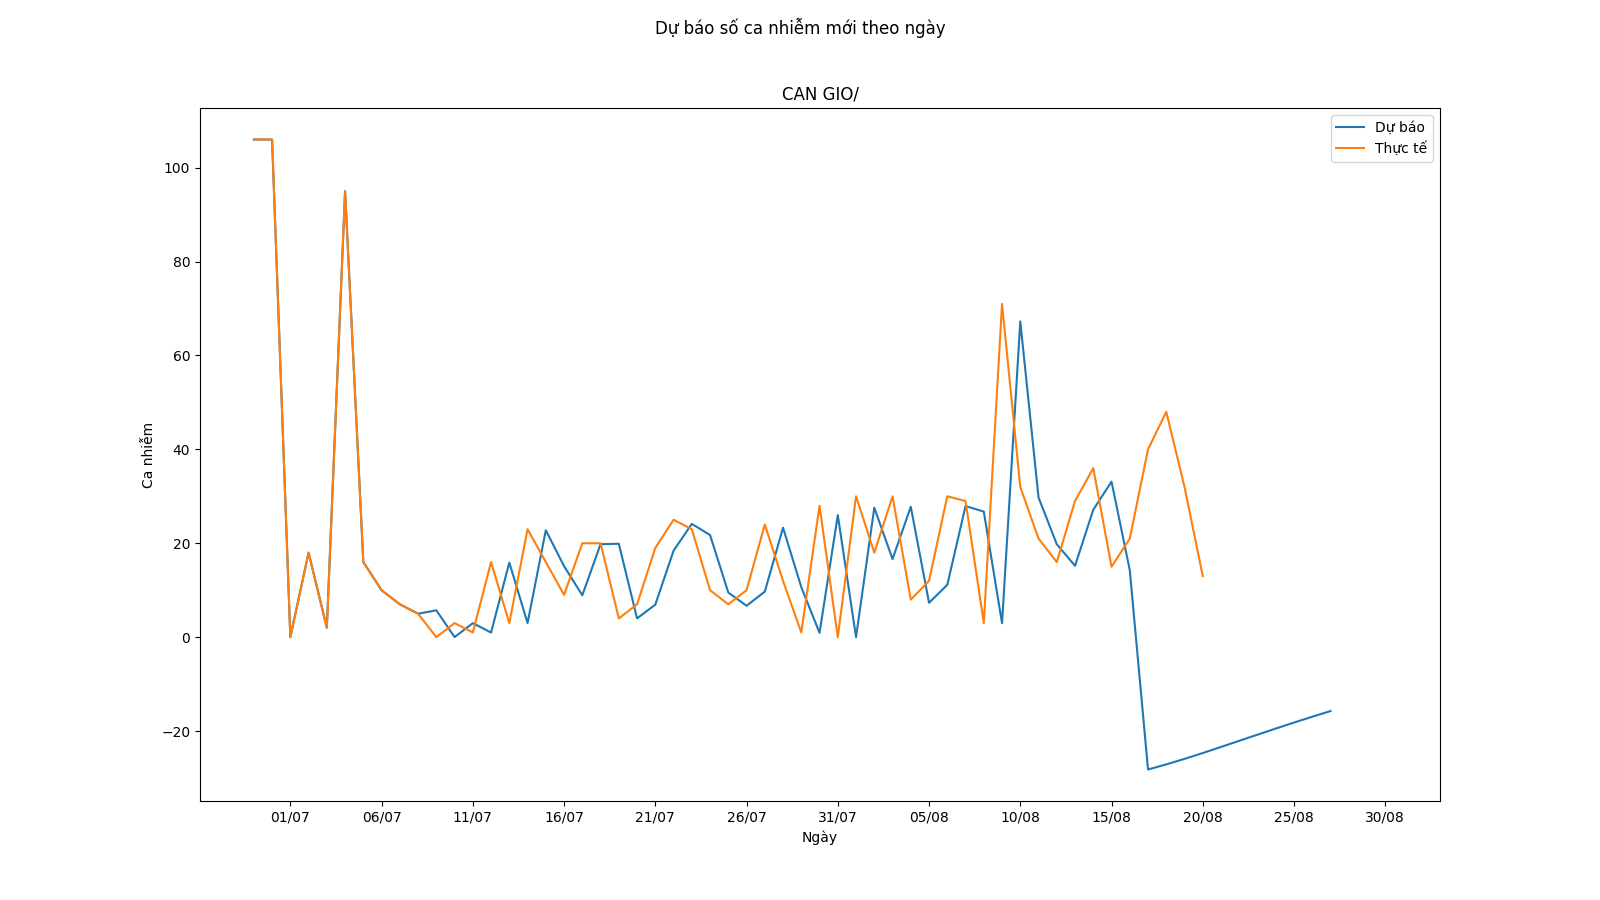 Dự báo số ca nhiễm mới theo ngày
CAN GIO/
Dự báo
Thực tế
100
80
60
40
20
0
−20
Ca nhiễm
01/07 06/07 11/07 16/07 21/07 26/07 31/07 05/08 10/08 15/08 20/08 25/08 30/08
Ngày